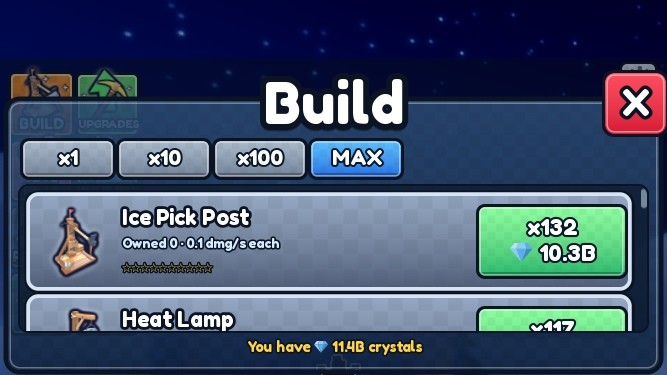 Build
BUILD
UPGRADES
x1
x10
x100
MAX
Ice Pick Post
Owned 0 · 0.1 dmg/s each
x132
10.3B
Heat Lamp
x117
You have 11.4B crystals